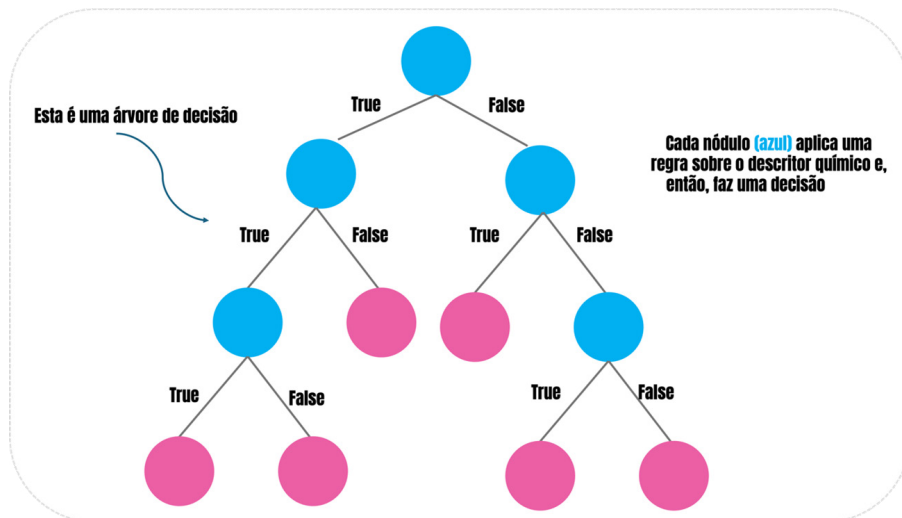 True
False
Esta é uma árvore de decisão
Cada nódulo (azul) aplica uma
regra sobre o descritor químico e,
então, faz uma decisão
True
False
True
False
True
False
True
False